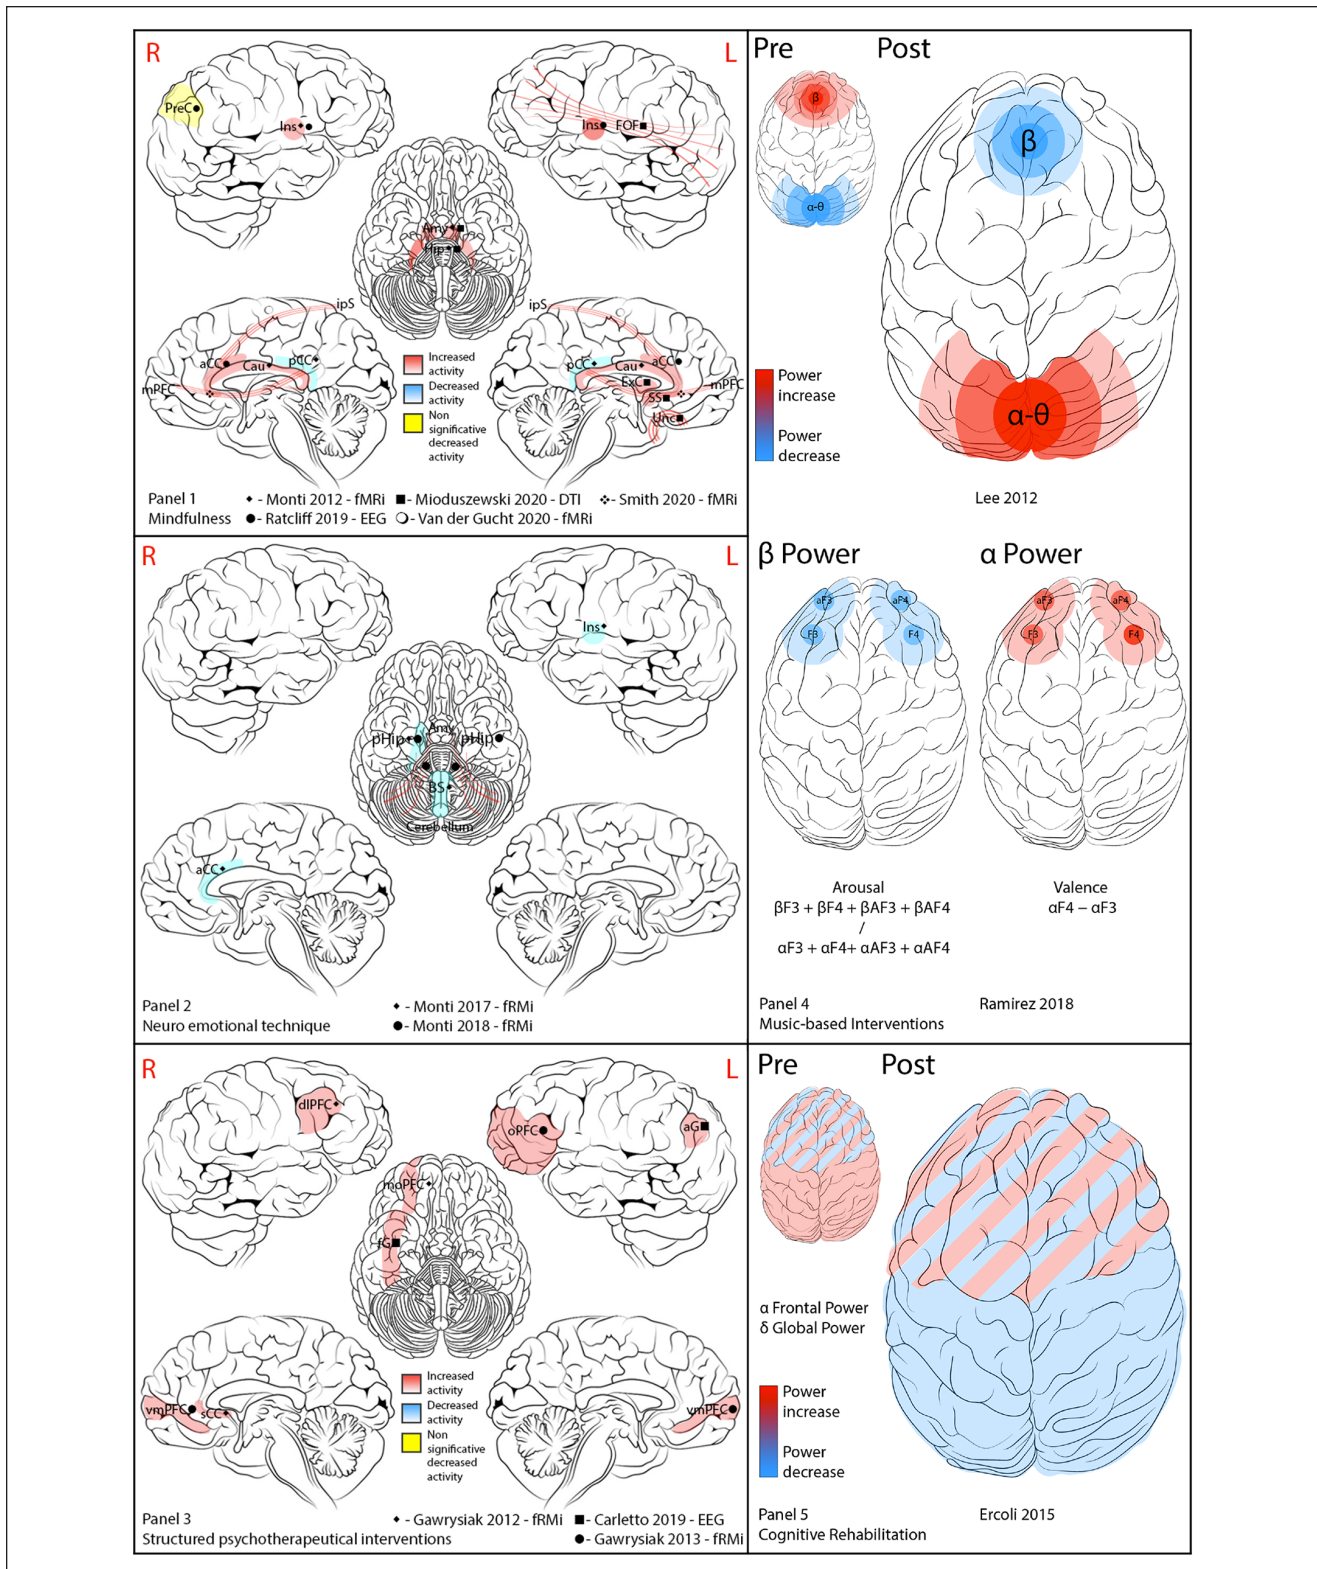 R
L
PreC
Ins
Ins
FOF
Amy
Hip
ipS
ipS
aCC
Cau
pCC
mPFC
pCC
Cau
aCC
ExC
mPFC
SS
Unc
Increased
activity
Decreased
activity
Non
significative
decreased
activity
Panel 1
Mindfulness
- Monti 2012 - fMRi
- Mioduszewski 2020 - DTI
- Smith 2020 - fMRi
- Ratcliff 2019 - EEG
- Van der Gucht 2020 - fMRi
Pre
Post
β
α-θ
β
α-θ
Power
increase
Power
decrease
Lee 2012
R
L
Ins
Amy
pHip
pHip
BS
Cerebellum
aCC
Panel 2
Neuro emotional technique
- Monti 2017 - fRMi
- Monti 2018 - fRMi
β Power
α Power
aF3
aF4
F3
F4
aF3
aF4
F3
F4
Arousal
βF3 + βF4 + βAF3 + βAF4
/
αF3 + αF4+ αAF3 + αAF4
Valence
αF4 − αF3
Panel 4
Music-based Interventions
Ramirez 2018
R
L
dlPFC
oPFC
aG
moPFC
fG
vmPFC
sCC
vmPFC
Increased
activity
Decreased
activity
Non
significative
decreased
activity
Panel 3
Structured psychotherapeutical interventions
- Gawrysiak 2012 - fRMi
- Carletto 2019 - EEG
- Gawrysiak 2013 - fRMi
Pre
Post
α Frontal Power
δ Global Power
Power
increase
Power
decrease
Panel 5
Cognitive Rehabilitation
Ercoli 2015